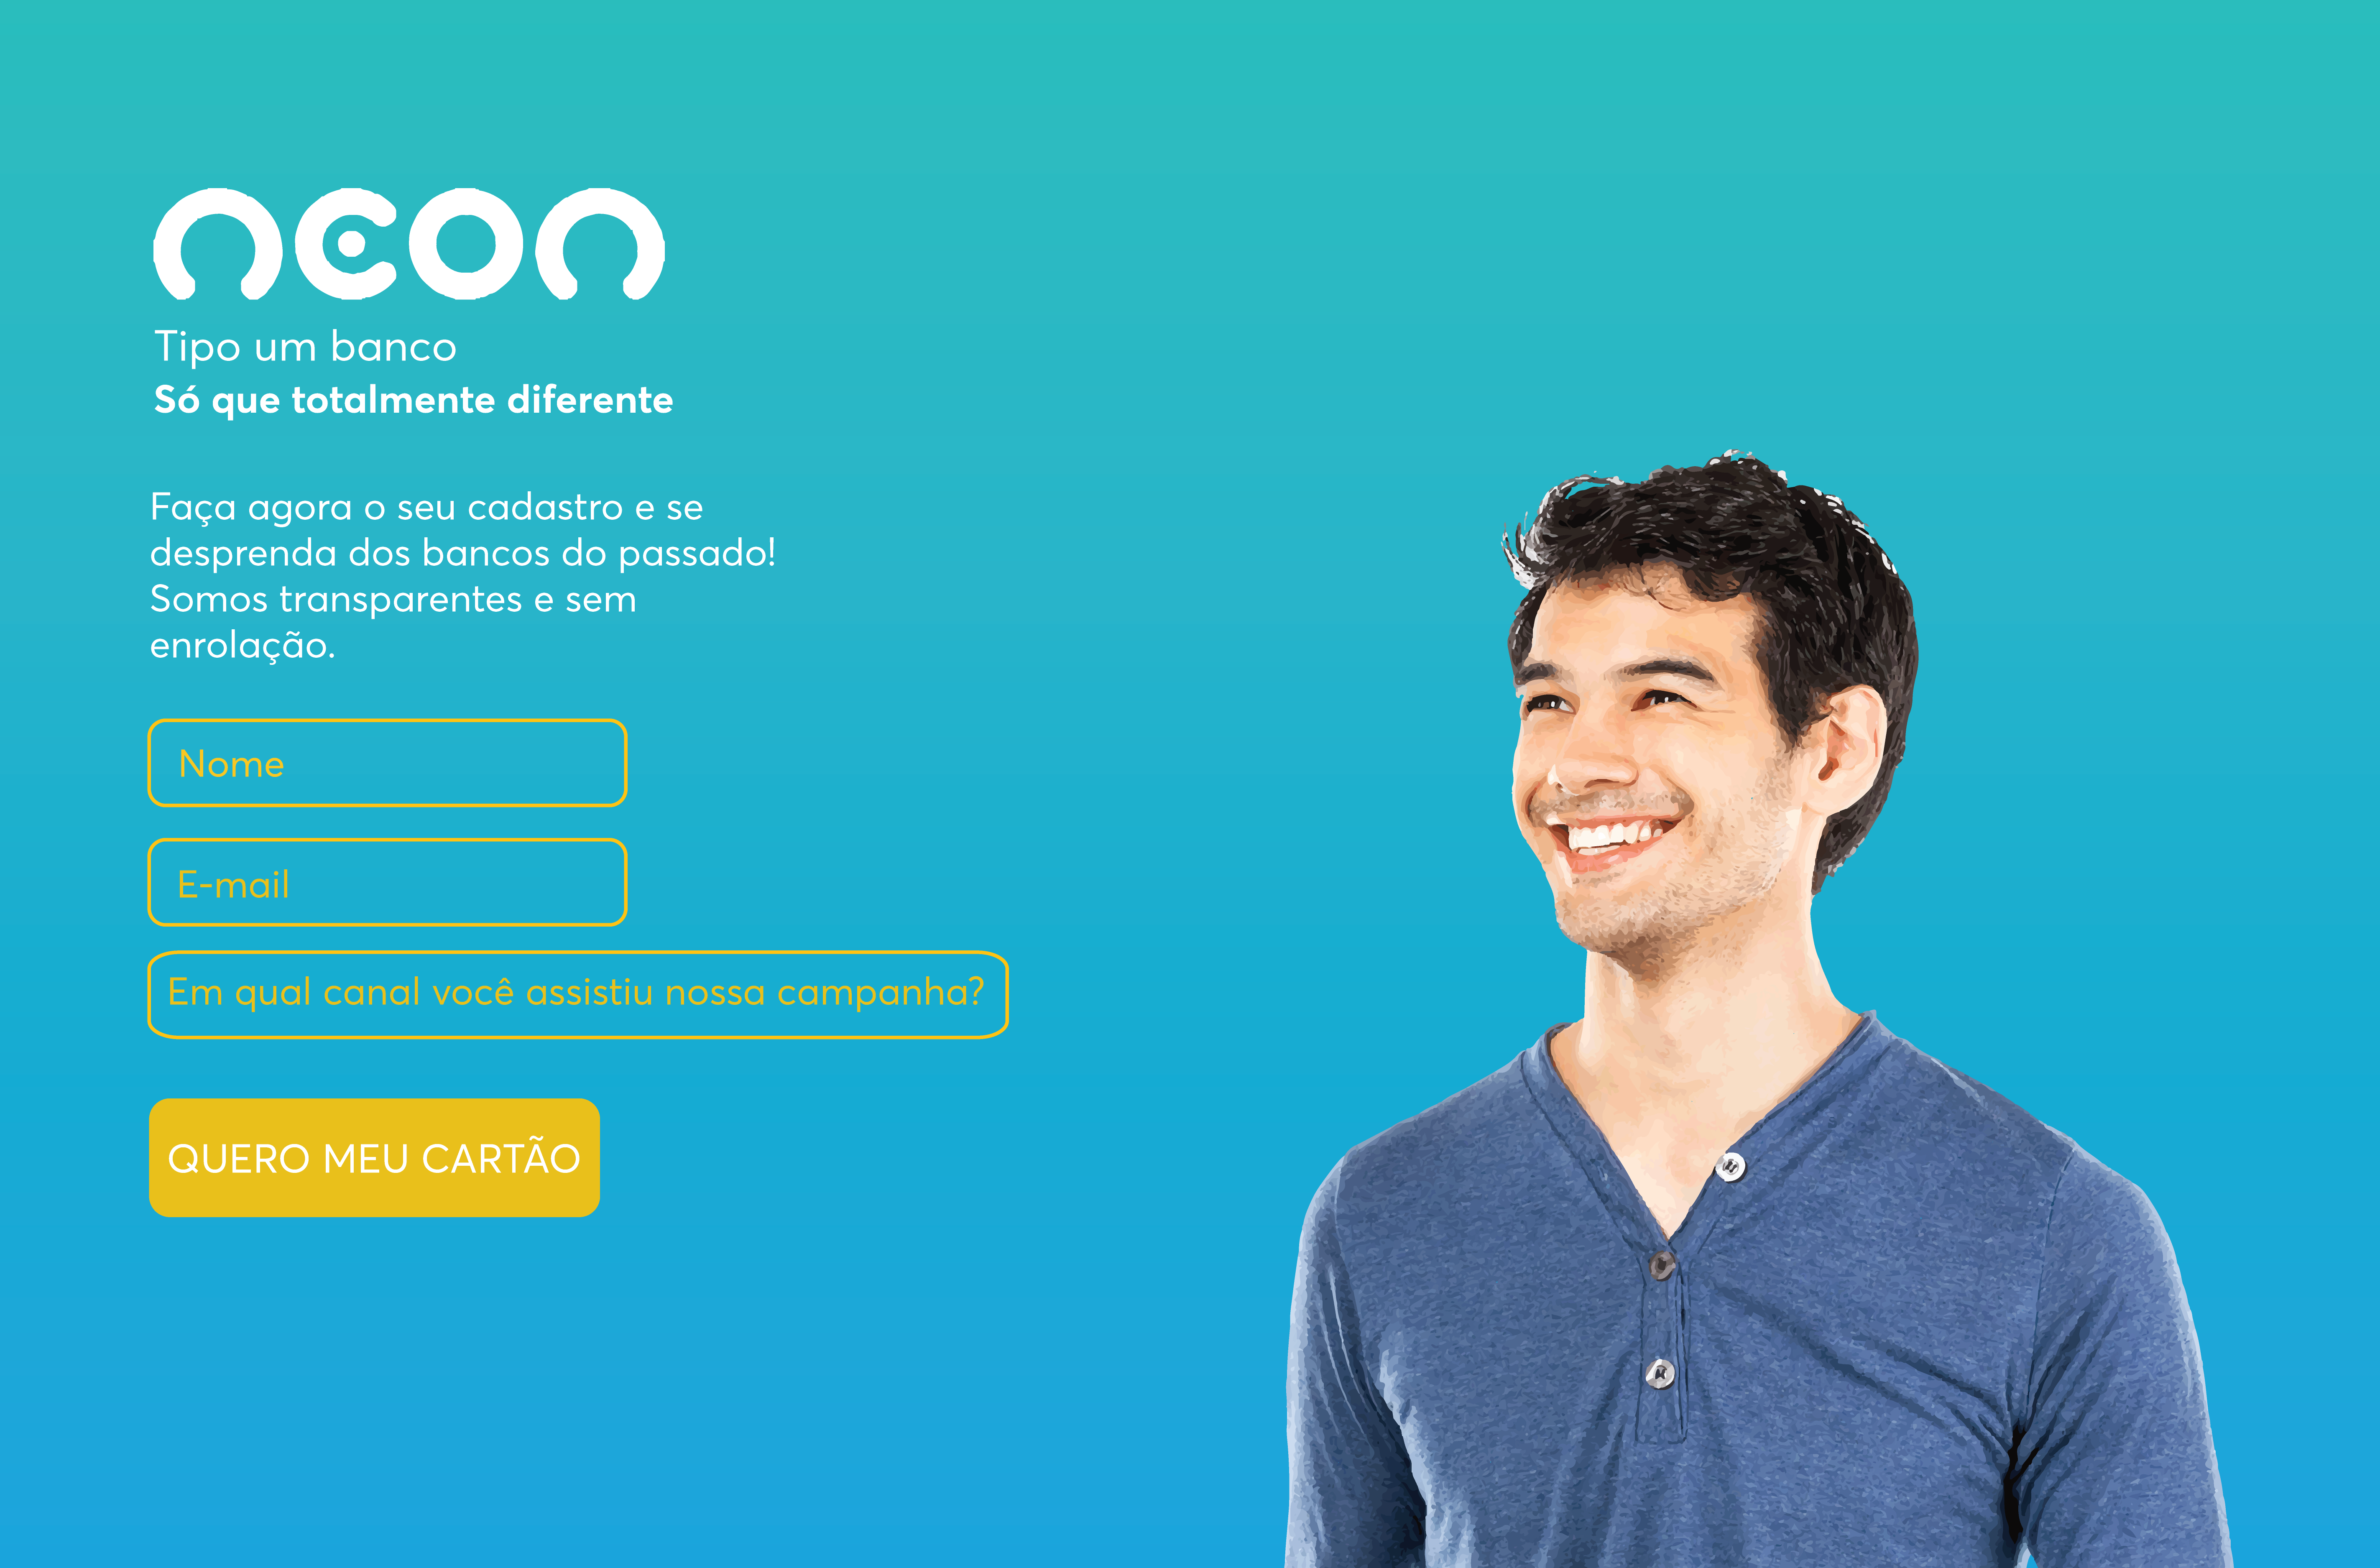 neon
Tipo um banco
Só que totalmente diferente
Faça agora o seu cadastro e se
desprenda dos bancos do passado!
Somos transparentes e sem
enrolação.
Nome
E-mail
Em qual canal você assistiu nossa campanha?
QUERO MEU CARTÃO